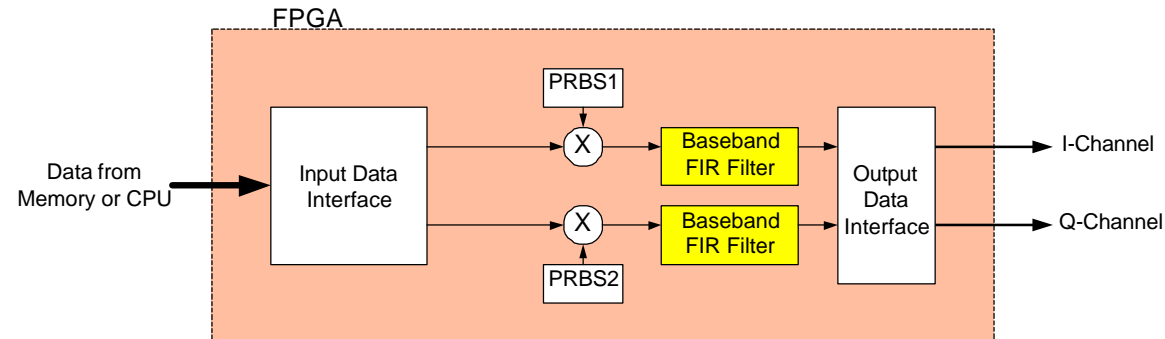 FPGA
PRBS1
X
Baseband
FIR Filter
I-Channel
Data from
Memory or CPU
Input Data
Interface
Output
Data
Interface
X
Baseband
FIR Filter
Q-Channel
PRBS2